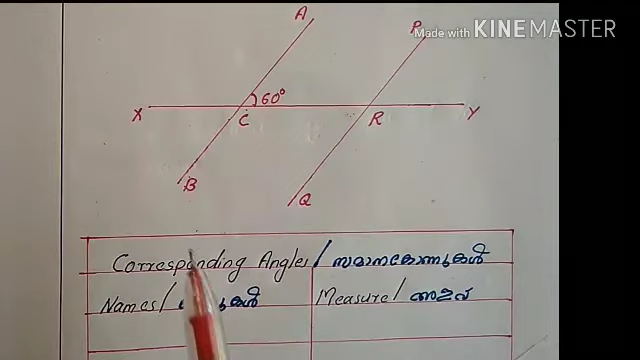 Made with KINEMASTER
A
P
60°
X
C
R
Y
B
Q
Corresponding Angles/ സമാനകോണുകൾ
Names/
Measure/ അളവ്